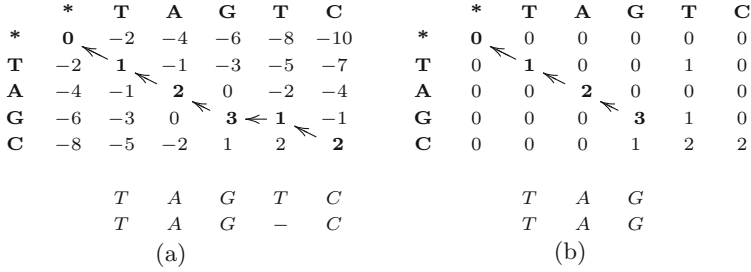 * T A G T C * T A G T C
* 0 −2 −4 −6 −8 −10 * 0 0 0 0 0 0
T −2 1 −1 −3 −5 −7 T 0 1 0 0 1 0
A −4 −1 2 0 −2 −4 A 0 0 2 0 0 0
G −6 −3 0 3 1 −1 G 0 0 0 3 1 0
C −8 −5 −2 1 2 2 C 0 0 0 1 2 2
T A G T C T A G
T A G − C T A G
(a) (b)